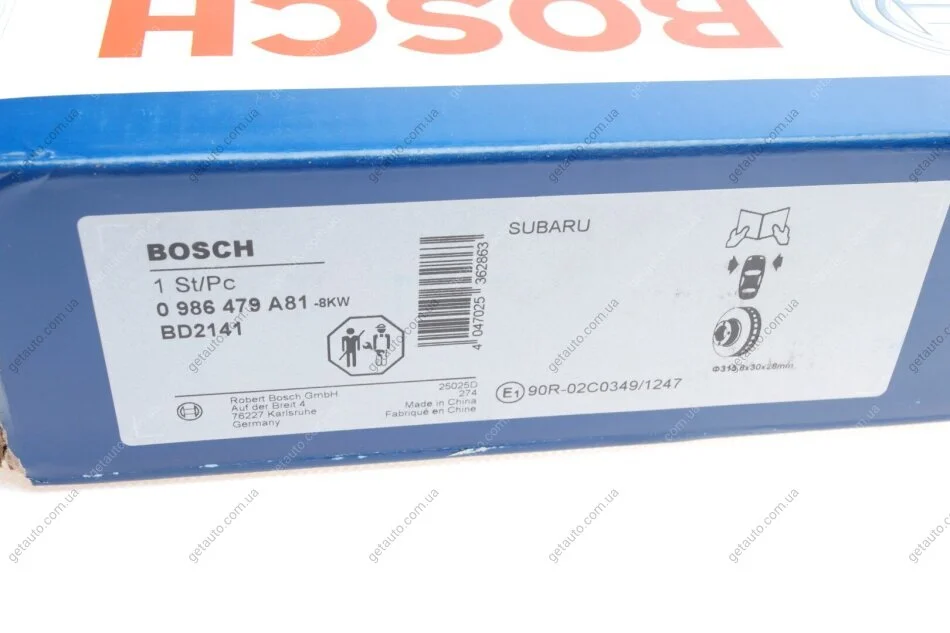 BOSCH
BOSCH
1 St/Pc
0 986 479 A81 -8KW
BD2141
4 047025 362863
SUBARU
Robert Bosch GmbH
Auf der Breit 4
76227 Karlsruhe
Germany
25025D
274
Made in China
Fabriqué en Chine
E1 90R-02C0349/1247
Φ315,8x30x28mm
getauto.com.ua